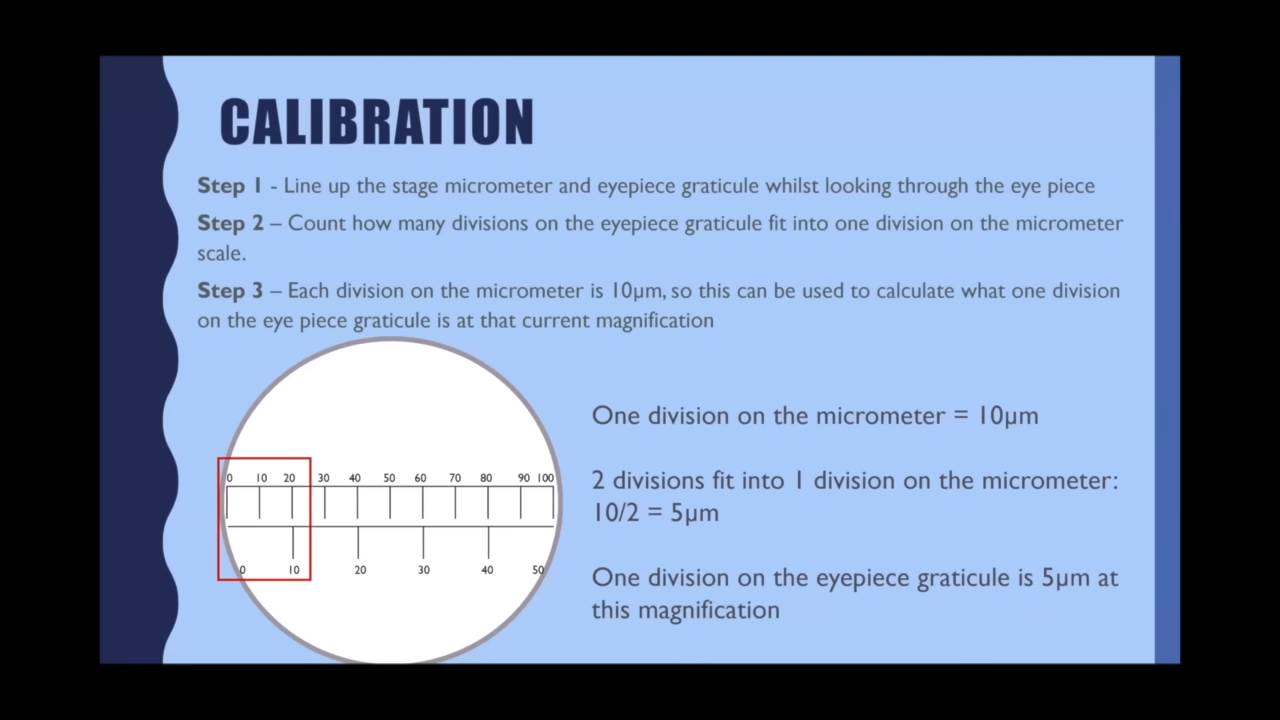 CALIBRATION
Step 1 - Line up the stage micrometer and eyepiece graticule whilst looking through the eye piece
Step 2 – Count how many divisions on the eyepiece graticule fit into one division on the micrometer
scale.
Step 3 – Each division on the micrometer is 10μm, so this can be used to calculate what one division
on the eye piece graticule is at that current magnification
One division on the micrometer = 10μm
2 divisions fit into 1 division on the micrometer:
10/2 = 5μm
One division on the eyepiece graticule is 5μm at
this magnification
0 10 20 30 40 50 60 70 80 90 100
0 10 20 30 40 50